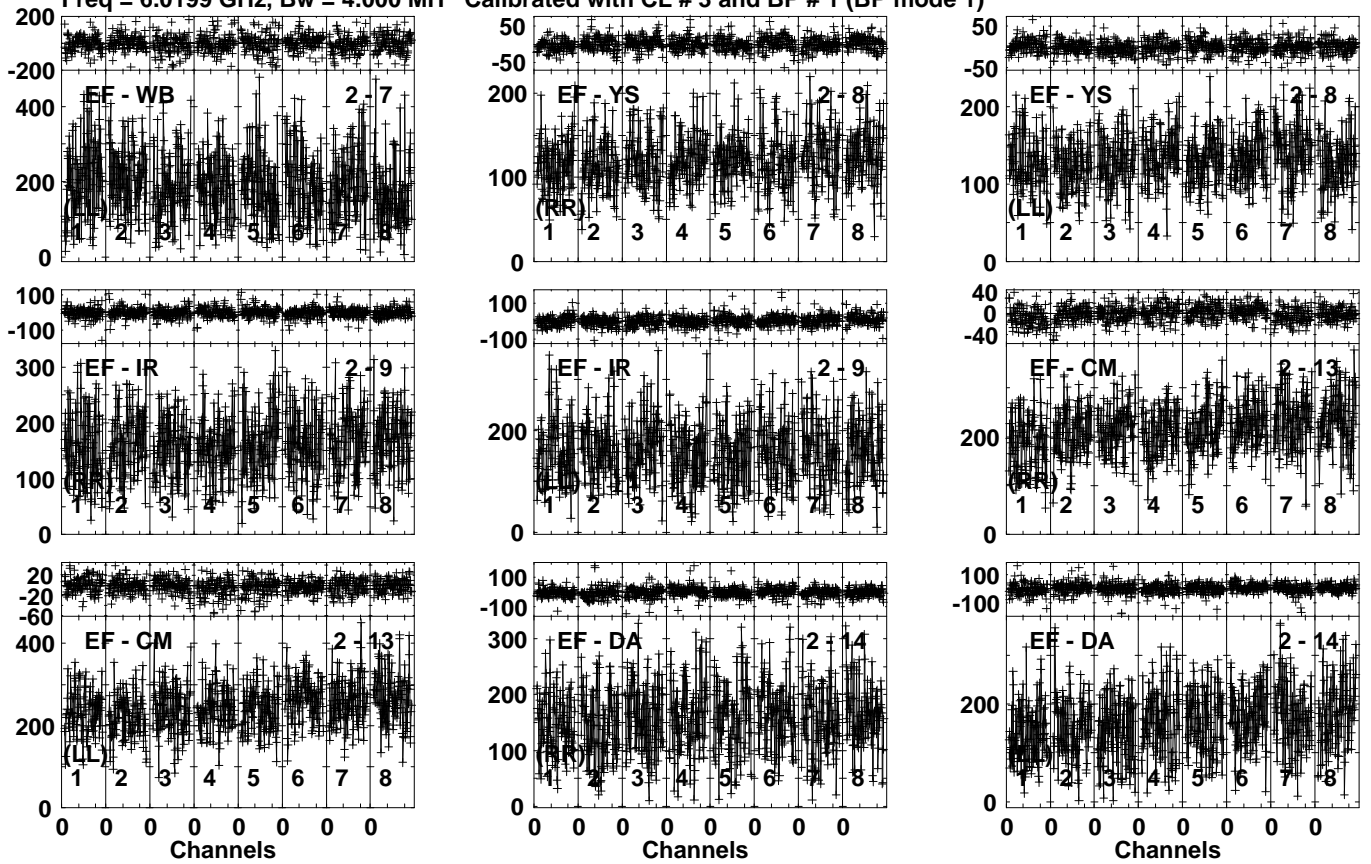 Freq = 6.0199 GHz, Bw = 4.000 MH Calibrated with CL # 3 and BP # 1 (BP mode 1)
200 50 50
-200 -50 -50
EF - WB 2 - 7 EF - YS 2 - 8 EF - YS 2 - 8
400 200 200
200 100 100
(LL) (RR) (LL)
1 2 3 4 5 6 7 8 1 2 3 4 5 6 7 8 1 2 3 4 5 6 7 8
0 0 0
100 100 40
0
-100 -100 -40
EF - IR 2 - 9 EF - IR 2 - 9 EF - CM 2 - 13
300
200 200 200
100
(RR) (LL) (RR)
1 2 3 4 5 6 7 8 1 2 3 4 5 6 7 8 1 2 3 4 5 6 7 8
0 0 0
20 100 100
-20 -100 -100
-60
EF - CM 2 - 13 EF - DA 2 - 14 EF - DA 2 - 14
400 300
200 200 200
100
(LL) (RR) (LL)
1 2 3 4 5 6 7 8 1 2 3 4 5 6 7 8 1 2 3 4 5 6 7 8
0 0 0
0 0 0 0 0 0 0 0 0 0 0 0 0 0 0 0 0 0 0 0 0 0 0 0
Channels Channels Channels